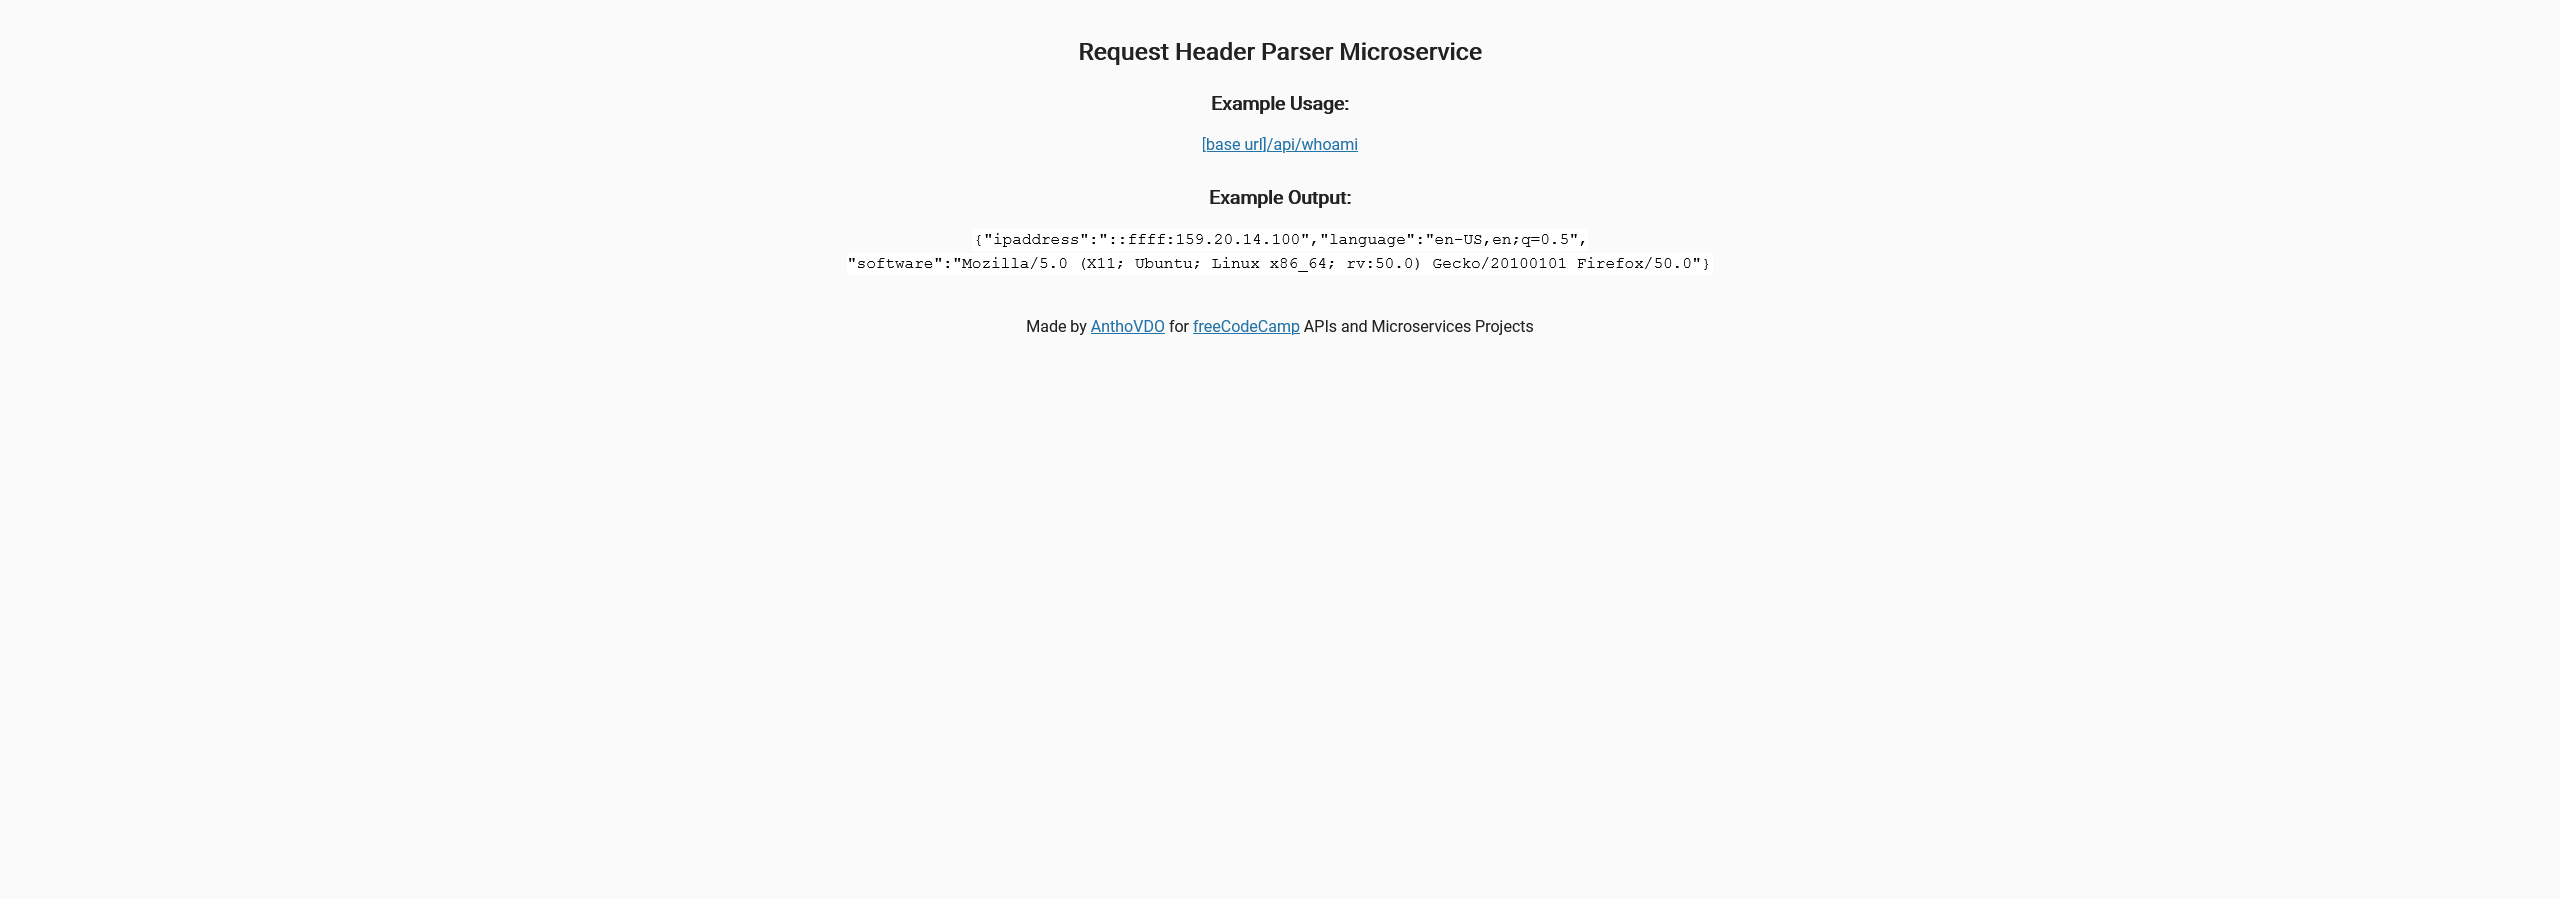 Request Header Parser Microservice
Example Usage:
[base url]/api/whoami
Example Output:
{"ipaddress":"::ffff:159.20.14.100","language":"en-US,en;q=0.5",
"software":"Mozilla/5.0 (X11; Ubuntu; Linux x86_64; rv:50.0) Gecko/20100101 Firefox/50.0"}
Made by AnthoVDO for freeCodeCamp APIs and Microservices Projects